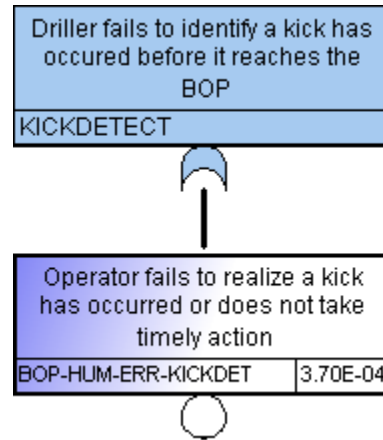 Driller fails to identify a kick has
occured before it reaches the
BOP
KICKDETECT
Operator fails to realize a kick
has occurred or does not take
timely action
BOP-HUM-ERR-KICKDET 3.70E-04